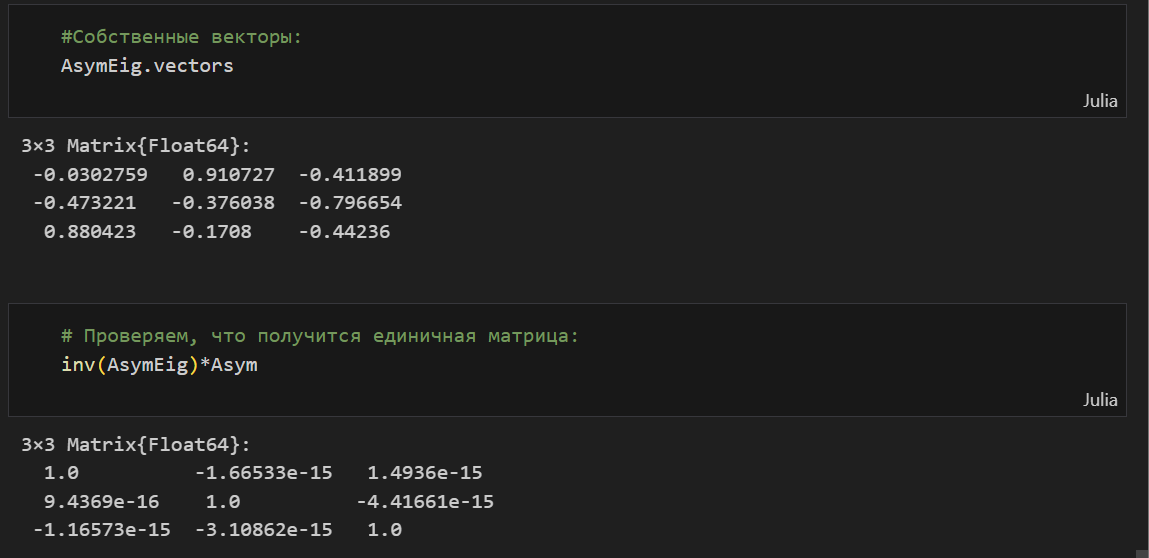 #Собственные векторы:
AsymEig.vectors
Julia
3×3 Matrix{Float64}:
-0.0302759 0.910727 -0.411899
-0.473221 -0.376038 -0.796654
0.880423 -0.1708 -0.44236
# Проверяем, что получится единичная матрица:
inv(AsymEig)*Asym
Julia
3×3 Matrix{Float64}:
1.0 -1.66533e-15 1.4936e-15
9.4369e-16 1.0 -4.41661e-15
-1.16573e-15 -3.10862e-15 1.0